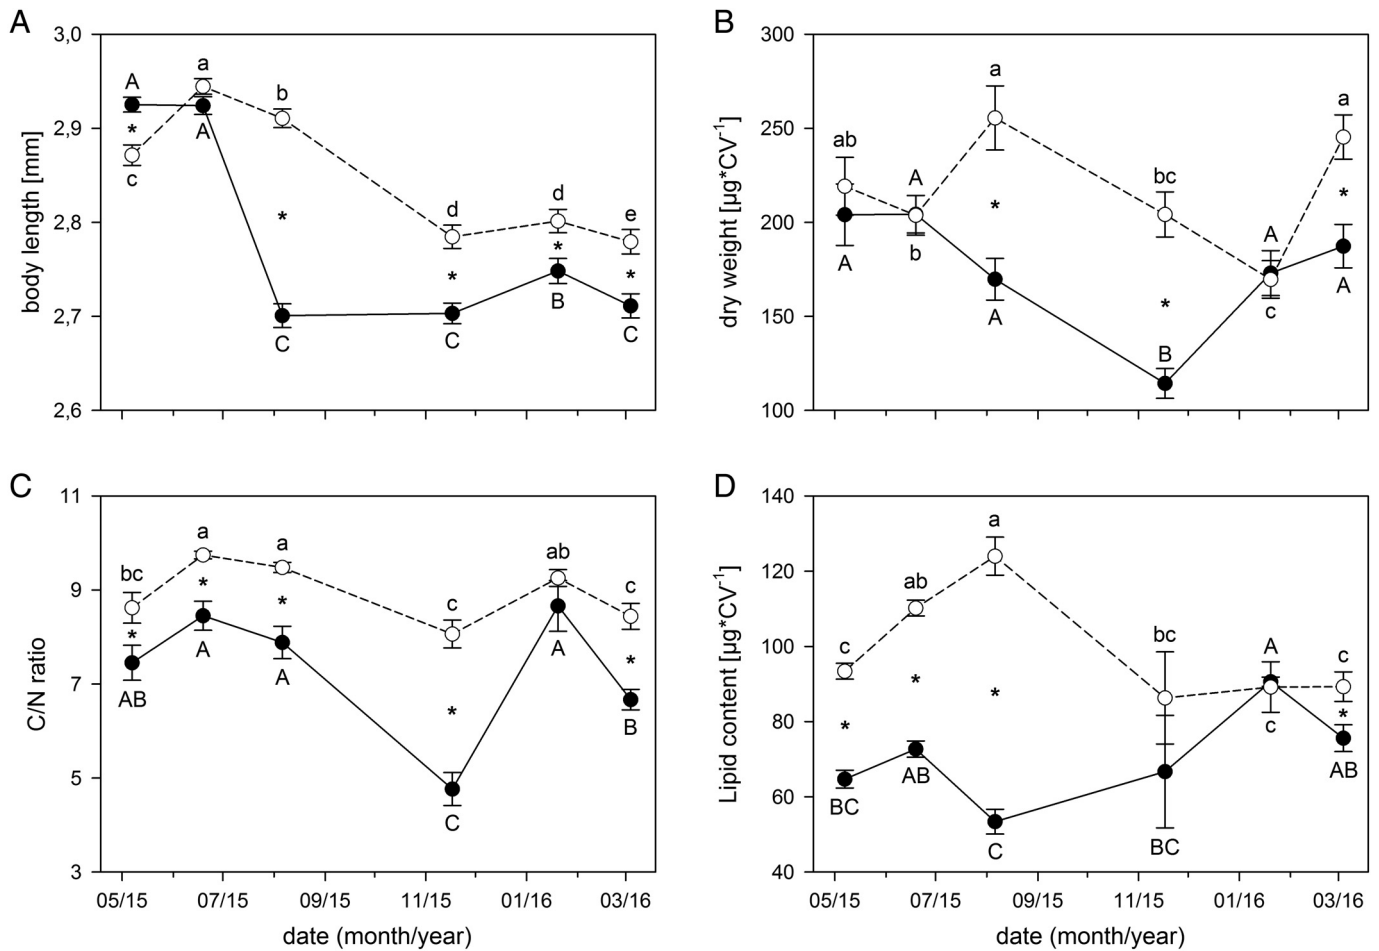 A
B
3,0
2,9
2,8
2,7
2,6
body length [mm]
A
*
c
a
A
b
*
C
d
*
C
d
*
B
e
*
C
300
250
200
150
100
dry weight [µg*CV-1]
ab
A
A
b
a
*
A
bc
*
B
A
c
a
*
A
C
D
11
9
7
5
3
C/N ratio
bc
*
AB
a
*
A
a
*
A
c
*
C
ab
A
c
*
B
05/15 07/15 09/15 11/15 01/16 03/16
date (month/year)
140
120
100
80
60
40
Lipid content [µg*CV-1]
c
*
BC
ab
*
AB
a
*
C
bc
BC
A
c
c
*
AB
05/15 07/15 09/15 11/15 01/16 03/16
date (month/year)